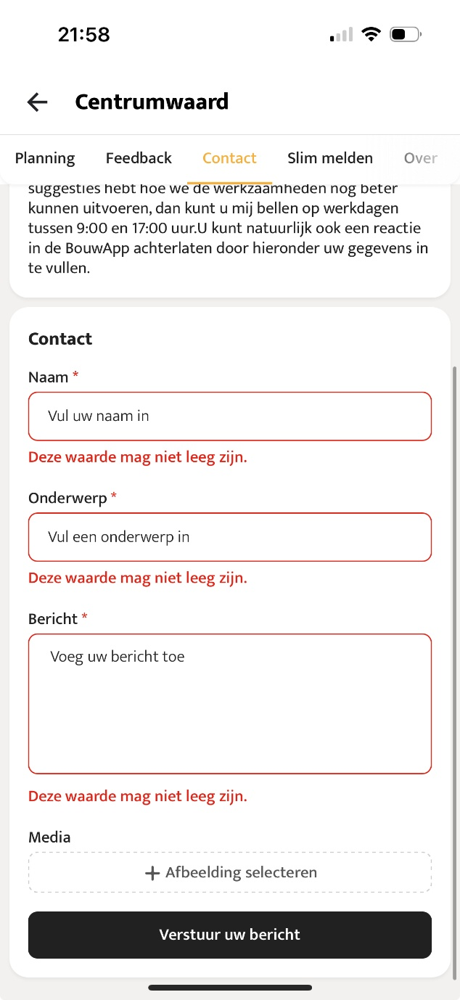 21:58
Centrumwaard
Planning Feedback Contact Slim melden Over
suggesties hebt hoe we de werkzaamheden nog beter
kunnen uitvoeren, dan kunt u mij bellen op werkdagen
tussen 9:00 en 17:00 uur.U kunt natuurlijk ook een reactie
in de BouwApp achterlaten door hieronder uw gegevens in
te vullen.
Contact
Naam *
Vul uw naam in
Deze waarde mag niet leeg zijn.
Onderwerp *
Vul een onderwerp in
Deze waarde mag niet leeg zijn.
Bericht *
Voeg uw bericht toe
Deze waarde mag niet leeg zijn.
Media
+ Afbeelding selecteren
Verstuur uw bericht